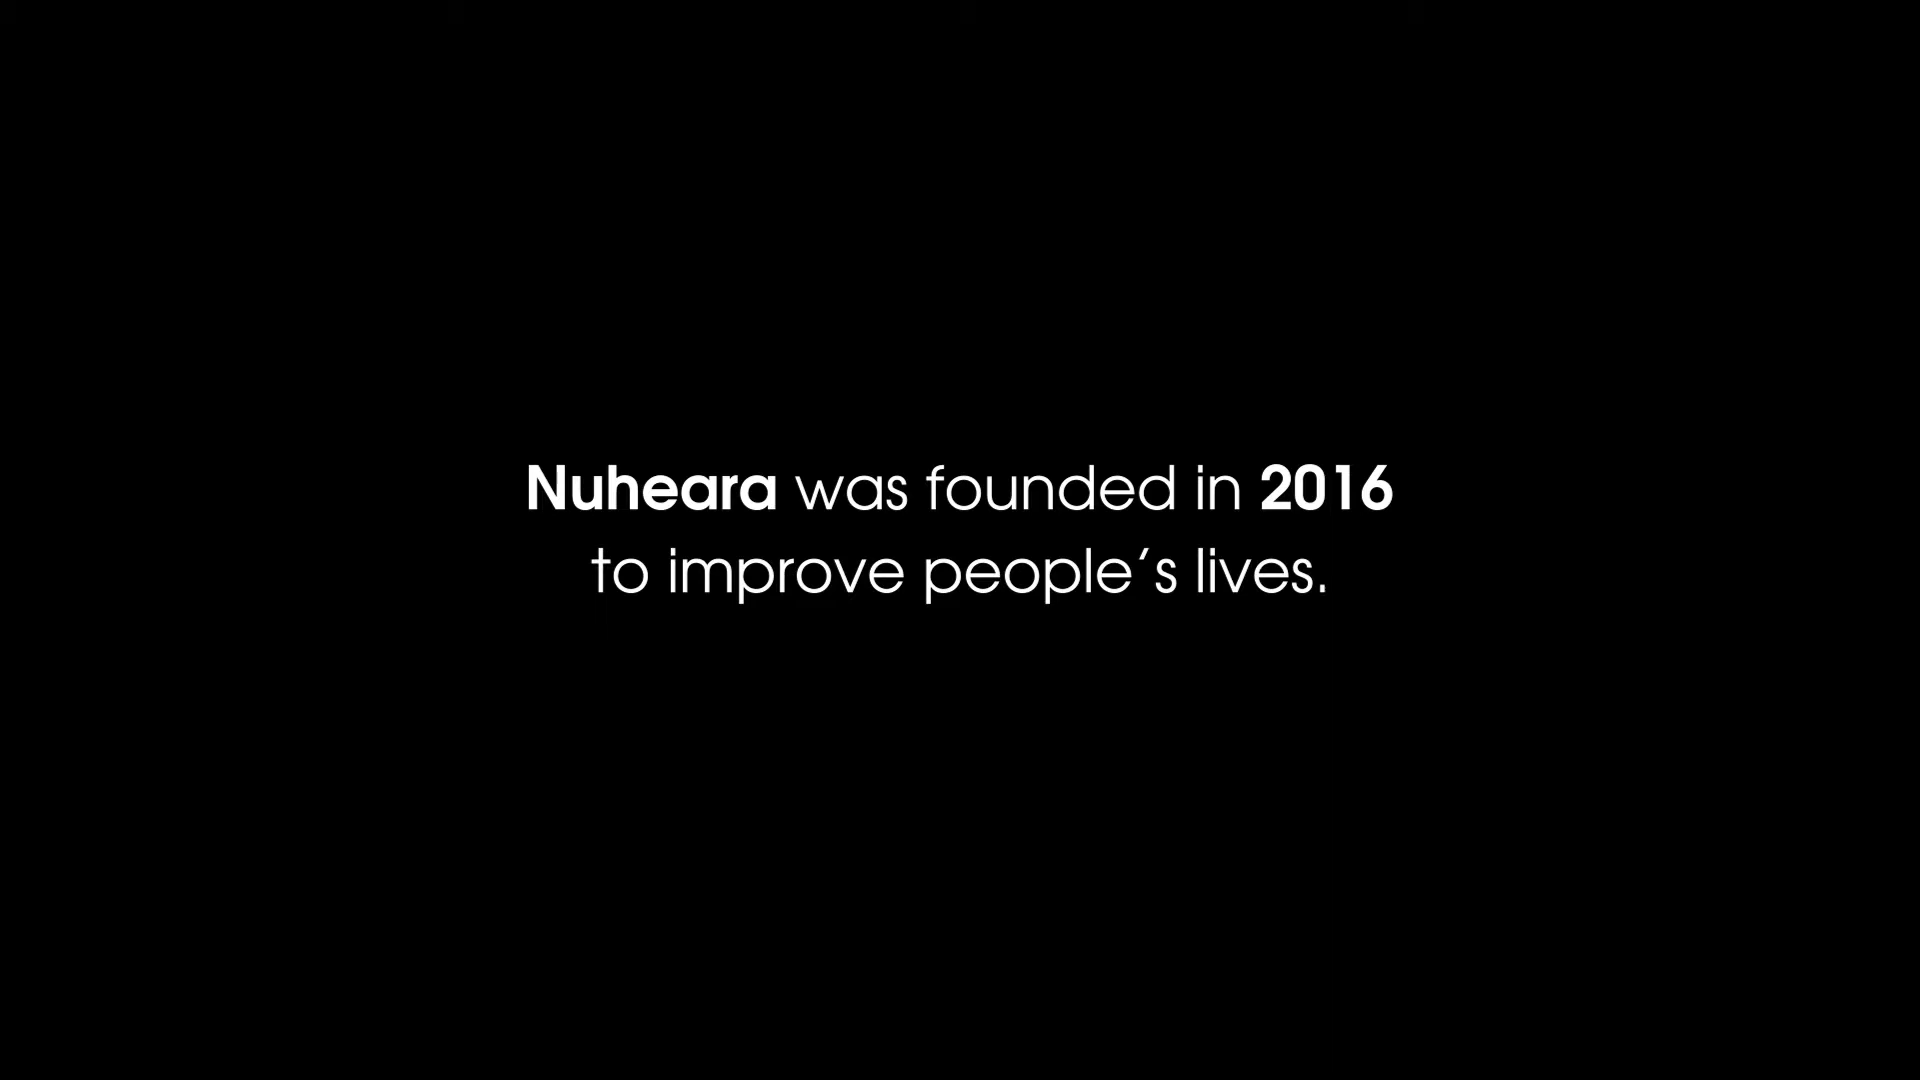 Nuheara was founded in 2016
to improve people‘s lives.